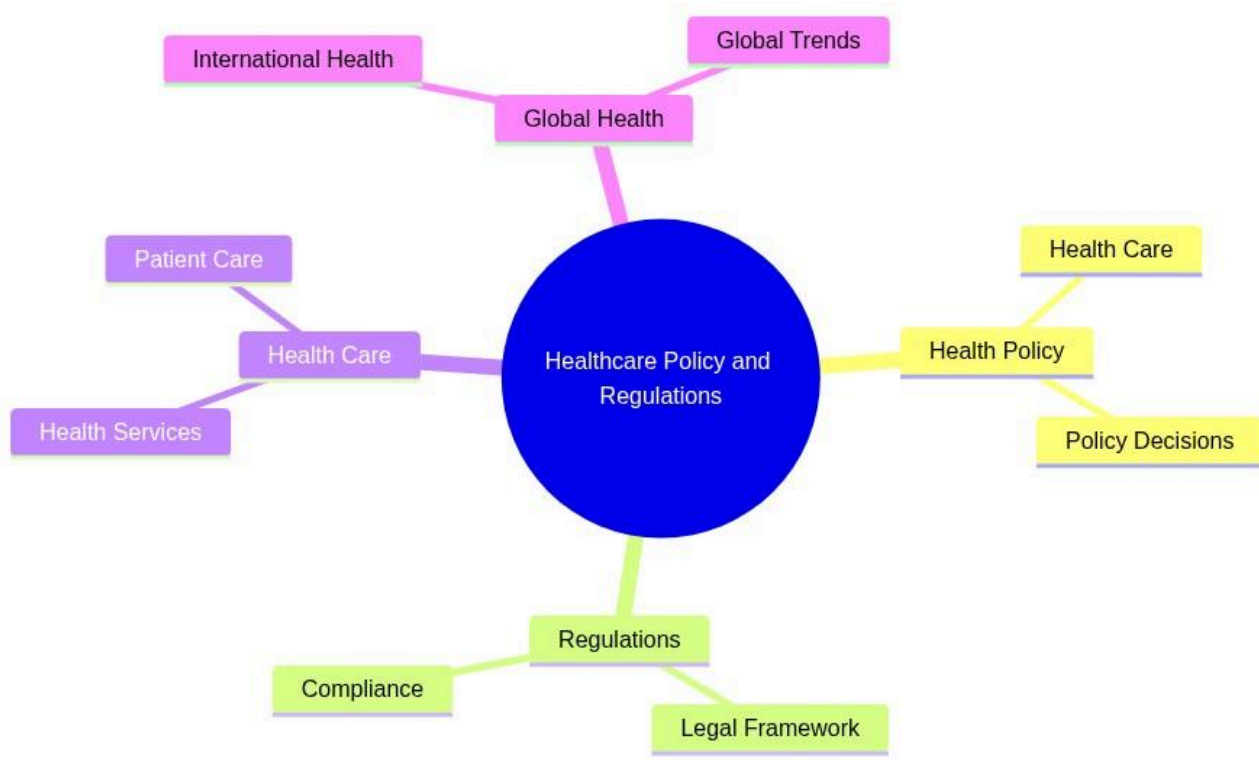 Global Trends
International Health
Global Health
Patient Care
Health Care
Health Care
Health Policy
Healthcare Policy and
Regulations
Health Services
Policy Decisions
Regulations
Compliance
Legal Framework